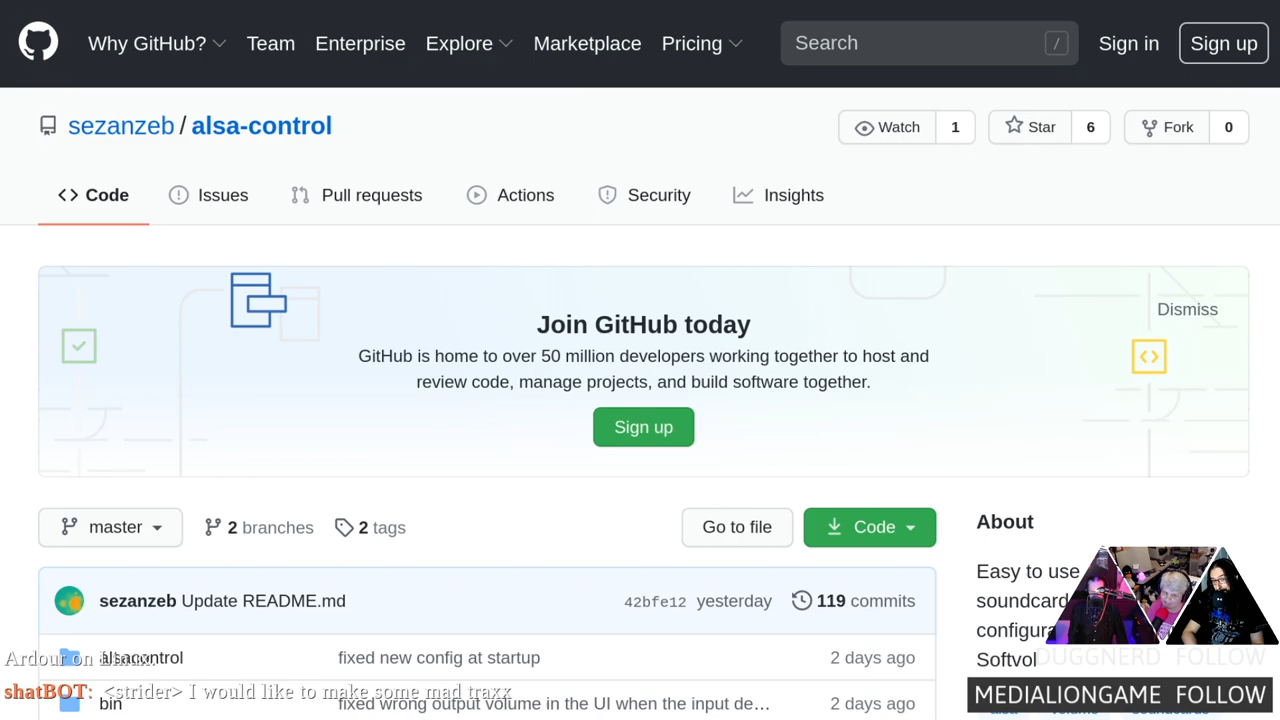 Why GitHub? Team Enterprise Explore Marketplace Pricing Search / Sign in Sign up
sezanzeb / alsa-control
Watch 1 Star 6 Fork 0
Code Issues Pull requests Actions Security Insights
Dismiss
Join GitHub today
GitHub is home to over 50 million developers working together to host and
review code, manage projects, and build software together.
Sign up
master 2 branches 2 tags Go to file Code
sezanzeb Update README.md 42bfe12 yesterday 119 commits
alsacontrol fixed new config at startup 2 days ago
bin fixed wrong output volume in the UI when the input de... 2 days ago
About
Easy to use
soundcard
configura
Softvol
Ardour on
shatBOT: <strider> I would like to make some mad traxx
DUGGNERD FOLLOW
MEDIALIONGAME FOLLOW